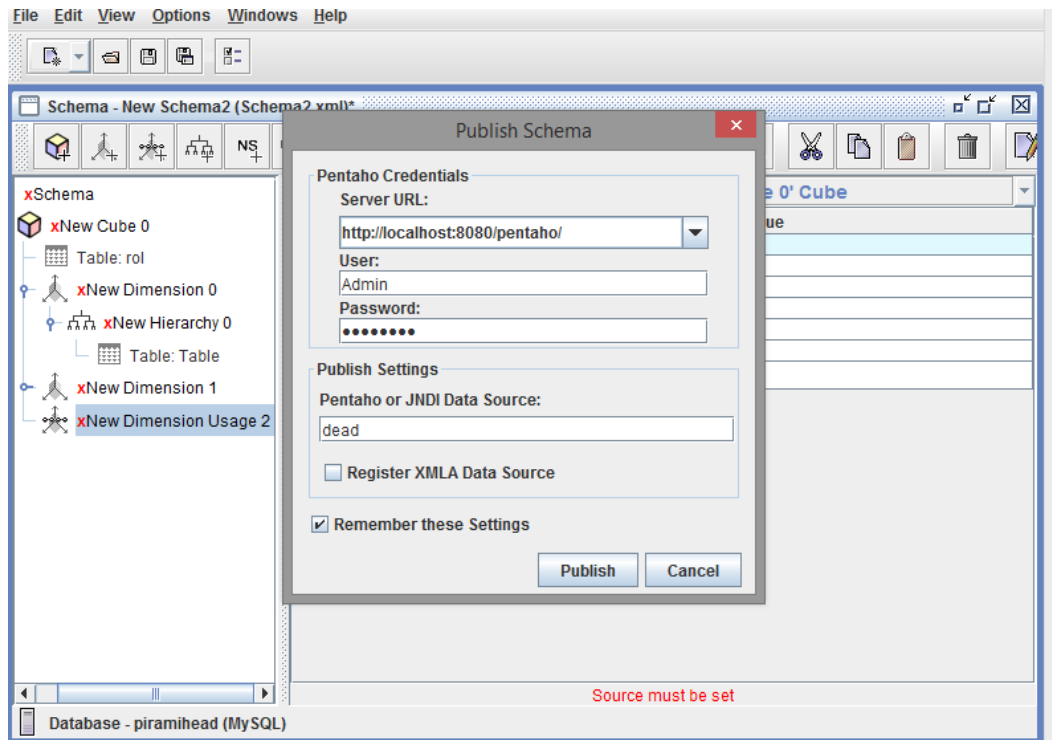 File Edit View Options Windows Help
Schema - New Schema2 (Schema2.xml)*
Publish Schema
NS
Pentaho Credentials
Server URL:
http://localhost:8080/pentaho/
User:
Admin
Password:
••••••••
Publish Settings
Pentaho or JNDI Data Source:
dead
Register XMLA Data Source
Remember these Settings
Publish Cancel
xSchema
xNew Cube 0
Table: rol
xNew Dimension 0
xNew Hierarchy 0
Table: Table
xNew Dimension 1
xNew Dimension Usage 2
e 0' Cube
ue
Source must be set
Database - piramihead (MySQL)